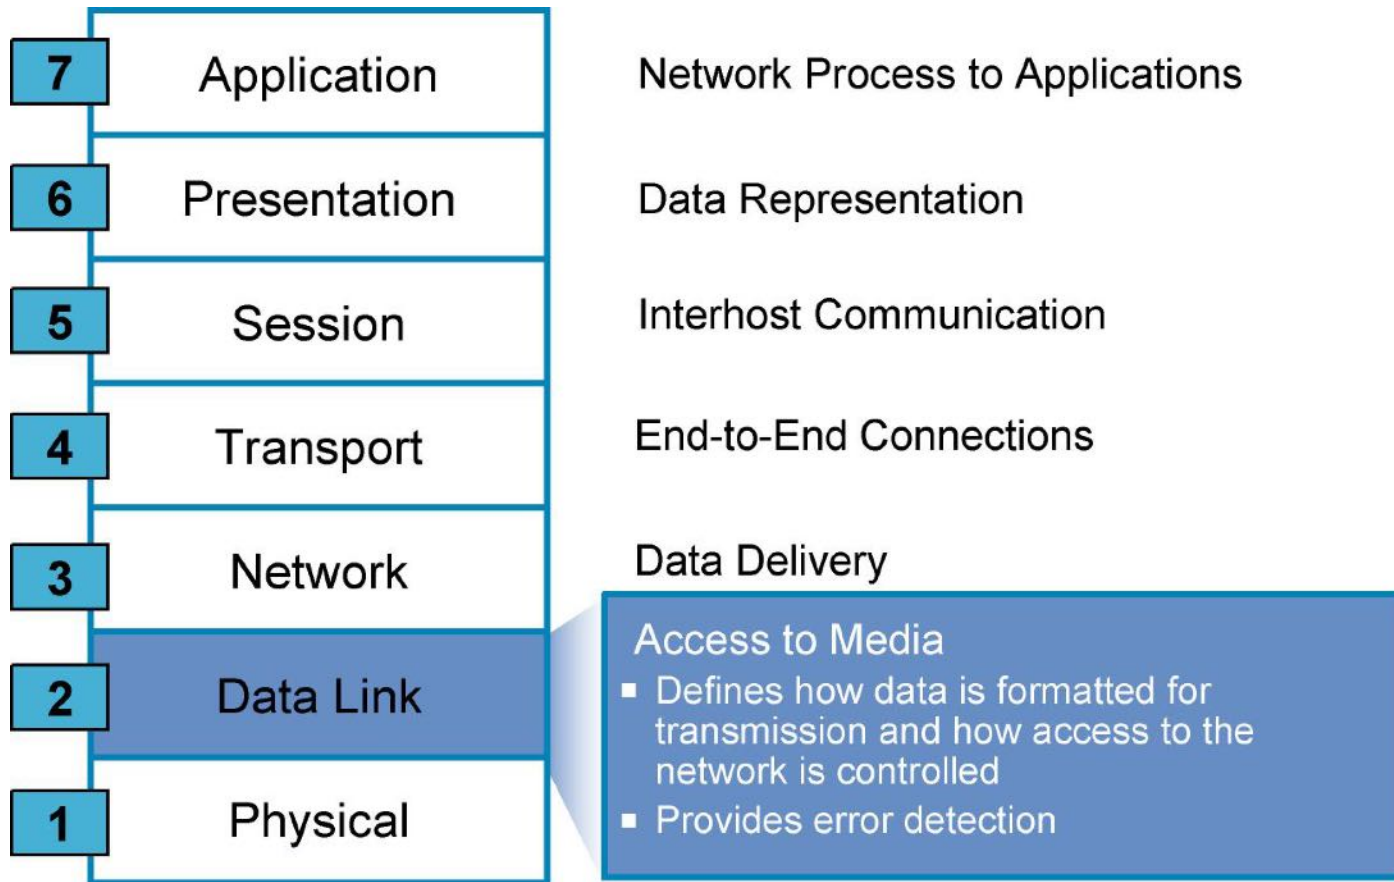 7 Application Network Process to Applications
6 Presentation Data Representation
5 Session Interhost Communication
4 Transport End-to-End Connections
3 Network Data Delivery
2 Data Link
Access to Media
▪ Defines how data is formatted for
transmission and how access to the
network is controlled
▪ Provides error detection
1 Physical